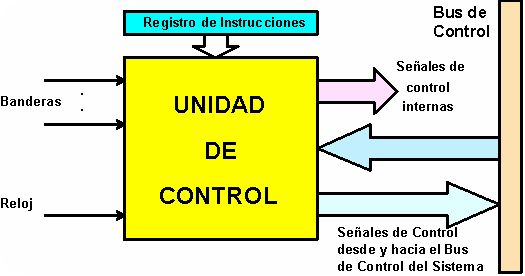 Registro de Instrucciones
Bus de
Control
Señales de
control
internas
Banderas
UNIDAD
DE
CONTROL
Reloj
Señales de Control
desde y hacia el Bus
de Control del Sistema